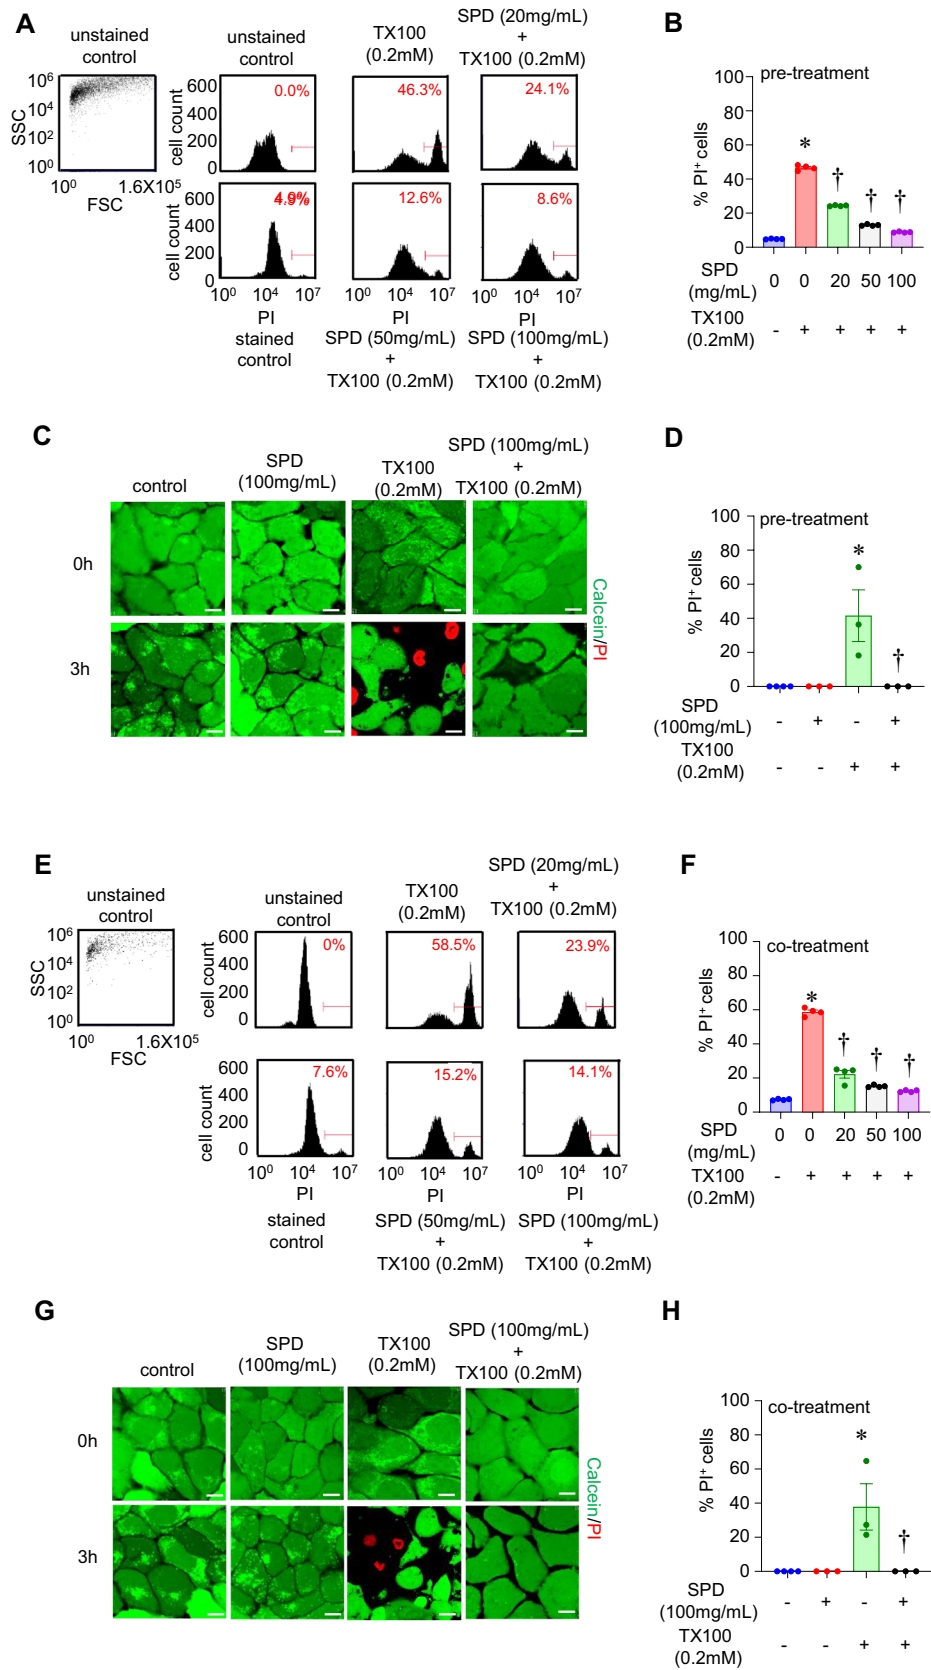 A
unstained
control
SSC
10⁶
10⁴
10²
10⁰
10⁰
1.6X10⁵
FSC
unstained
control
TX100
(0.2mM)
SPD (20mg/mL)
+
TX100 (0.2mM)
cell count
600
400
200
0
0.0%
46.3%
24.1%
cell count
600
400
200
0
4.9%
12.6%
8.6%
10⁰ 10⁴ 10⁷
10⁰ 10⁴ 10⁷
10⁰ 10⁴ 10⁷
PI
PI
PI
stained
control
SPD (50mg/mL)
+
TX100 (0.2mM)
SPD (100mg/mL)
+
TX100 (0.2mM)
B
pre-treatment
% PI⁺ cells
100
80
60
40
20
0
*
†
†
†
SPD
(mg/mL)
0 0 20 50 100
TX100
(0.2mM)
- + + + +
C
control
SPD
(100mg/mL)
TX100
(0.2mM)
SPD (100mg/mL)
+
TX100 (0.2mM)
0h
3h
Calcein/PI
D
pre-treatment
% PI⁺ cells
100
80
60
40
20
0
*
†
SPD
(100mg/mL)
- + - +
TX100
(0.2mM)
- - + +
E
unstained
control
SSC
10⁶
10⁴
10²
10⁰
10⁰
1.6X10⁵
FSC
unstained
control
TX100
(0.2mM)
SPD (20mg/mL)
+
TX100 (0.2mM)
cell count
600
400
200
0
0%
58.5%
23.9%
cell count
600
400
200
0
7.6%
15.2%
14.1%
10⁰ 10⁴ 10⁷
10⁰ 10⁴ 10⁷
10⁰ 10⁴ 10⁷
PI
PI
PI
stained
control
SPD (50mg/mL)
+
TX100 (0.2mM)
SPD (100mg/mL)
+
TX100 (0.2mM)
F
co-treatment
% PI⁺ cells
100
80
60
40
20
0
*
†
†
†
SPD
(mg/mL)
0 0 20 50 100
TX100
(0.2mM)
- + + + +
G
control
SPD
(100mg/mL)
TX100
(0.2mM)
SPD (100mg/mL)
+
TX100 (0.2mM)
0h
3h
Calcein/PI
H
co-treatment
% PI⁺ cells
100
80
60
40
20
0
*
†
SPD
(100mg/mL)
- + - +
TX100
(0.2mM)
- - + +